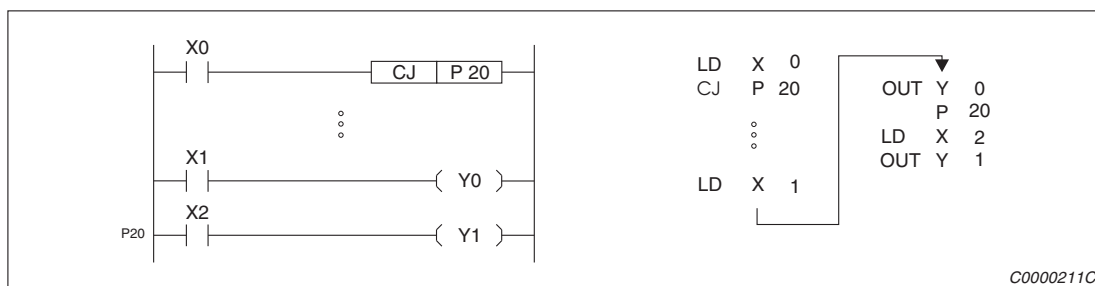 X0
CJ P 20
X1
Y0
X2
P20
Y1
LD X 0
CJ P 20
LD X 1
OUT Y 0
P 20
LD X 2
OUT Y 1
C0000211C